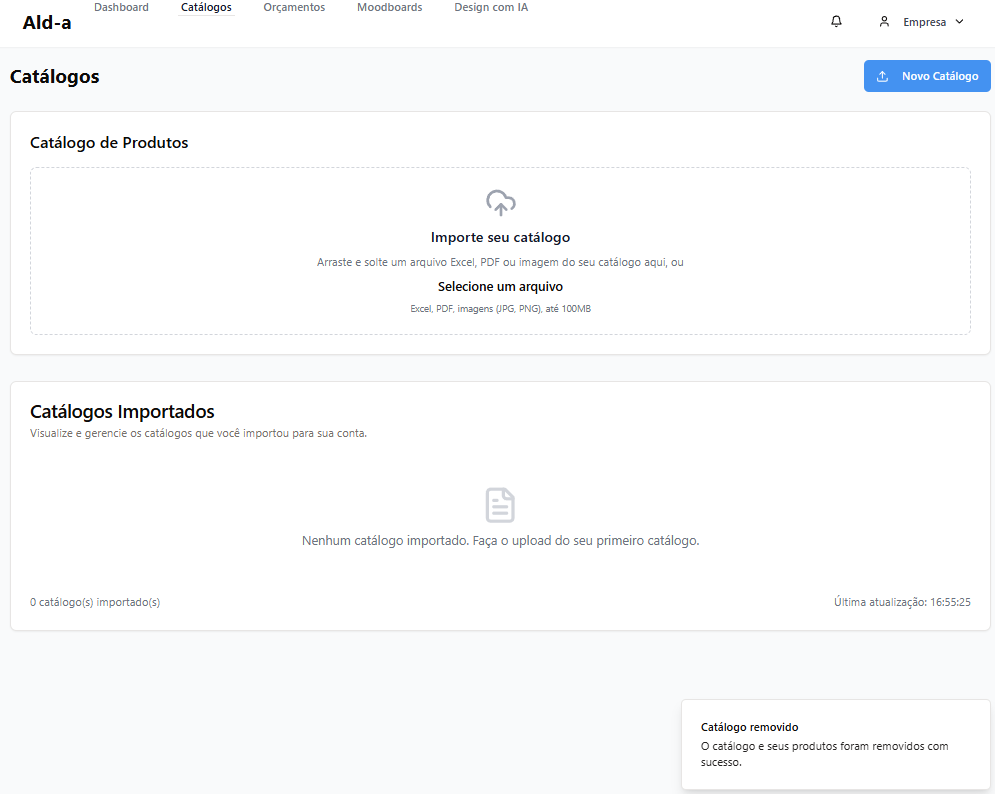 Ald-a
Dashboard
Catálogos
Orçamentos
Moodboards
Design com IA
Empresa
Catálogos
Novo Catálogo
Catálogo de Produtos
Importe seu catálogo
Arraste e solte um arquivo Excel, PDF ou imagem do seu catálogo aqui, ou
Selecione um arquivo
Excel, PDF, imagens (JPG, PNG), até 100MB
Catálogos Importados
Visualize e gerencie os catálogos que você importou para sua conta.
Nenhum catálogo importado. Faça o upload do seu primeiro catálogo.
0 catálogo(s) importado(s)
Última atualização: 16:55:25
Catálogo removido
O catálogo e seus produtos foram removidos com
sucesso.